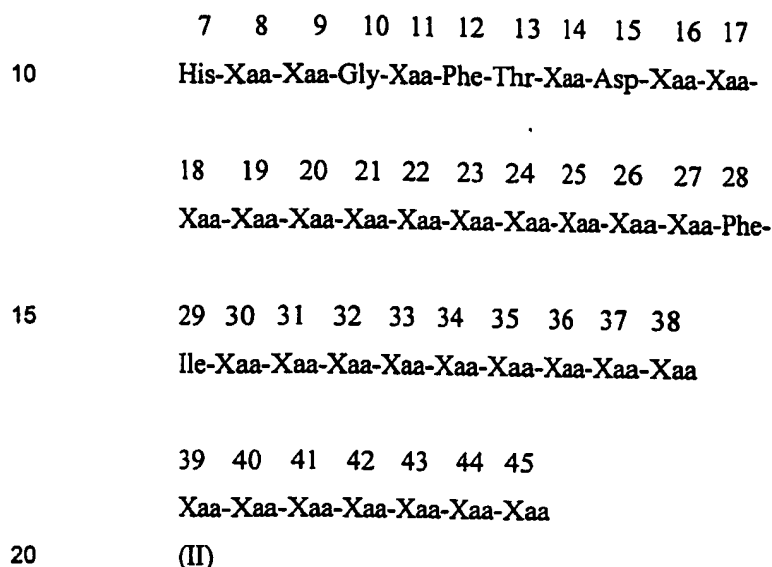 7 8 9 10 11 12 13 14 15 16 17
10 His-Xaa-Xaa-Gly-Xaa-Phe-Thr-Xaa-Asp-Xaa-Xaa-
18 19 20 21 22 23 24 25 26 27 28
Xaa-Xaa-Xaa-Xaa-Xaa-Xaa-Xaa-Xaa-Xaa-Xaa-Phe-
15 29 30 31 32 33 34 35 36 37 38
Ile-Xaa-Xaa-Xaa-Xaa-Xaa-Xaa-Xaa-Xaa-Xaa
39 40 41 42 43 44 45
Xaa-Xaa-Xaa-Xaa-Xaa-Xaa-Xaa
20 (II)